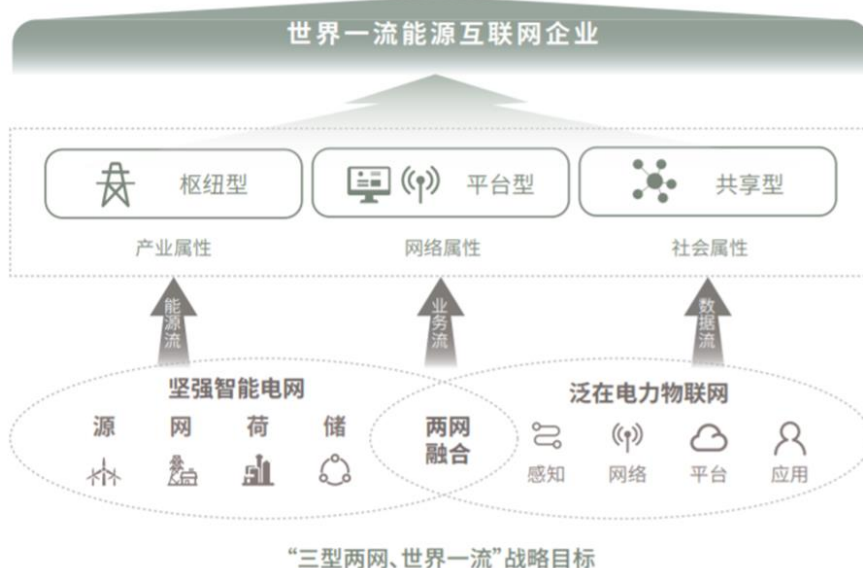 世界一流能源互联网企业
枢纽型
平台型
共享型
产业属性
网络属性
社会属性
能源流
业务流
数据流
坚强智能电网
泛在电力物联网
源
网
荷
储
两网
融合
感知
网络
平台
应用
“三型两网、世界一流”战略目标